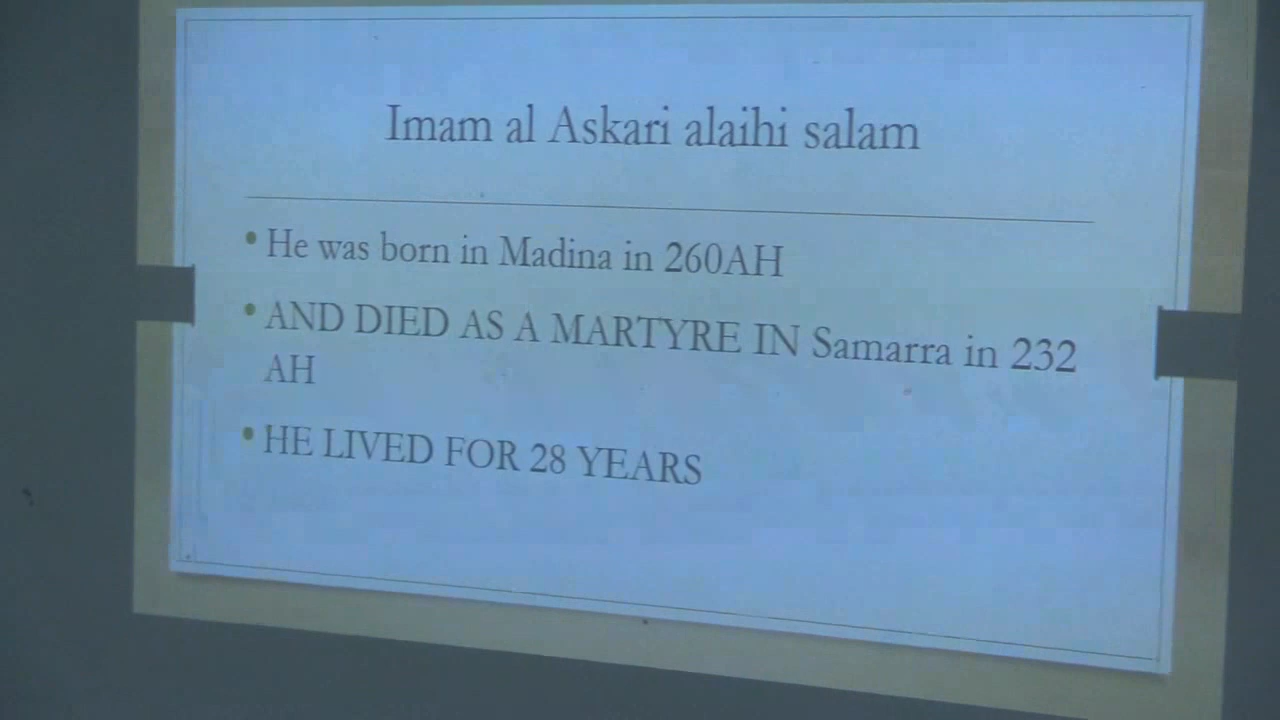 Imam al Askari alaihi salam
• He was born in Madina in 260AH
• AND DIED AS A MARTYRE IN Samarra in 232
AH
• HE LIVED FOR 28 YEARS